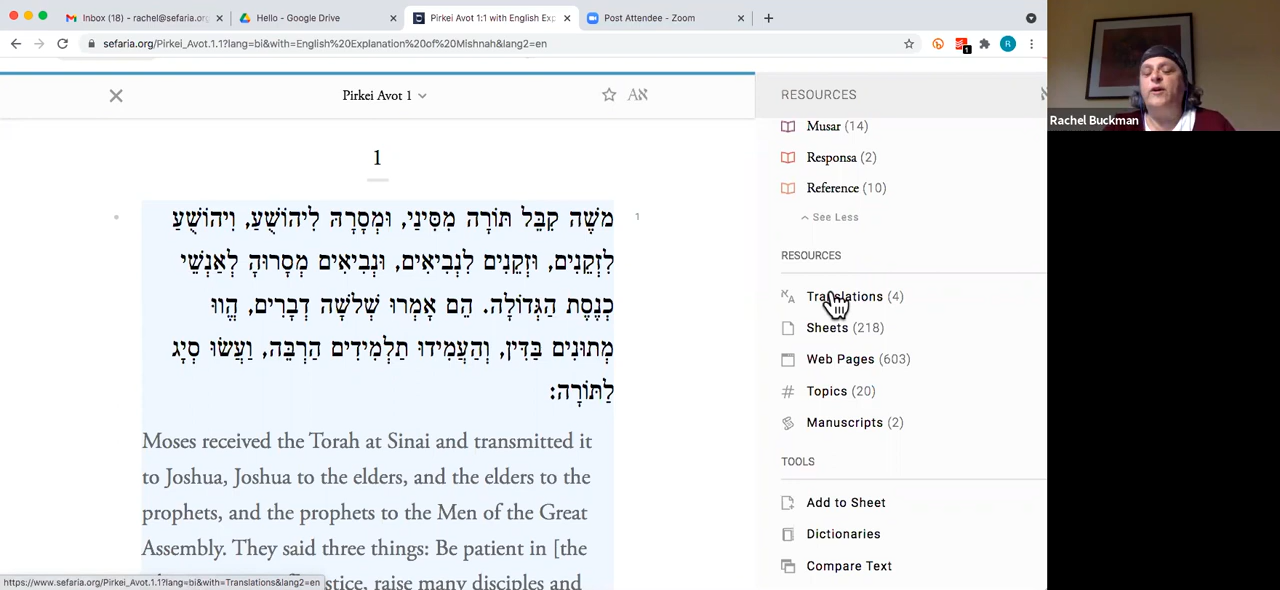 Inbox (18) - rachel@sefaria.or
Hello - Google Drive
Pirkei Avot 1:1 with English Exp
Post Attendee - Zoom
sefaria.org/Pirkei_Avot.1.1?lang=bi&with=English%20Explanation%20of%20Mishnah&lang2=en
1
R
Pirkei Avot 1
Aא
RESOURCES
1
מֹשֶׁה קִבֵּל תּוֹרָה מִסִּינַי, וּמְסָרָהּ לִיהוֹשֻׁעַ, וִיהוֹשֻׁעַ
1
לִזְקֵנִים, וּזְקֵנִים לִנְבִיאִים, וּנְבִיאִים מְסָרוּהָ לְאַנְשֵׁי
כְנֶסֶת הַגְּדוֹלָה. הֵם אָמְרוּ שְׁלֹשָׁה דְבָרִים, הֱווּ
מְתוּנִים בַּדִּין, וְהַעֲמִידוּ תַלְמִידִים הַרְבֵּה, וַעֲשׂוּ סְיָג
לַתּוֹרָה:
Moses received the Torah at Sinai and transmitted it
to Joshua, Joshua to the elders, and the elders to the
prophets, and the prophets to the Men of the Great
Assembly. They said three things: Be patient in [the
stice, raise many disciples and
https://www.sefaria.org/Pirkei_Avot.1.1?lang=bi&with=Translations&lang2=en
Musar (14)
Responsa (2)
Reference (10)
See Less
RESOURCES
Translations (4)
Sheets (218)
Web Pages (603)
Topics (20)
Manuscripts (2)
TOOLS
Add to Sheet
Dictionaries
Compare Text
Rachel Buckman